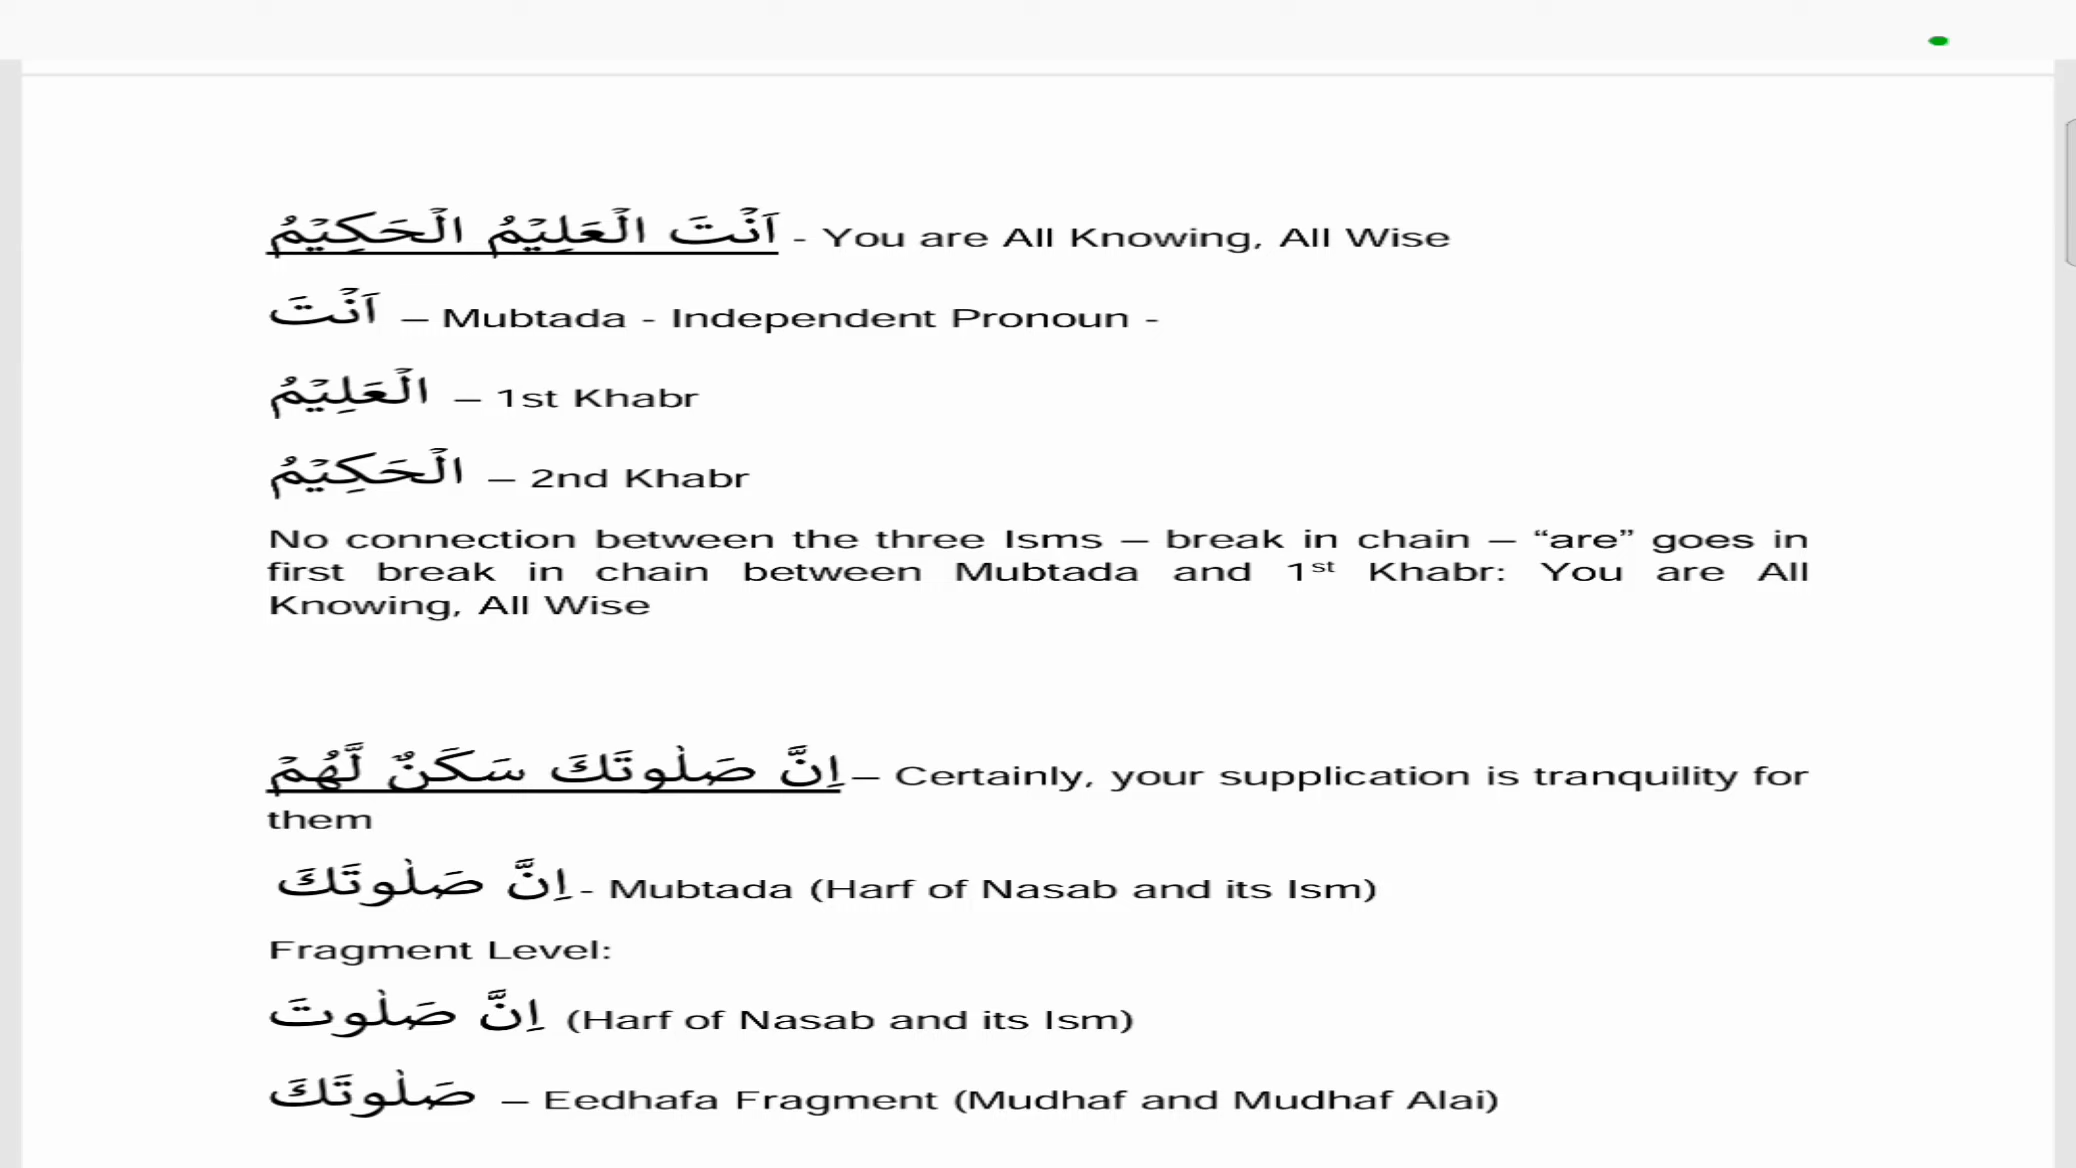 اَنْتَ الْعَلِيْمُ الْحَكِيْمُ - You are All Knowing, All Wise
اَنْتَ – Mubtada - Independent Pronoun -
الْعَلِيْمُ – 1st Khabr
الْحَكِيْمُ – 2nd Khabr
No connection between the three Isms – break in chain – “are” goes in
first break in chain between Mubtada and 1st Khabr: You are All
Knowing, All Wise
اِنَّ صَلٰوتَكَ سَكَنٌ لَّهُمْ – Certainly, your supplication is tranquility for
them
اِنَّ صَلٰوتَكَ - Mubtada (Harf of Nasab and its Ism)
Fragment Level:
اِنَّ صَلٰوتَ (Harf of Nasab and its Ism)
صَلٰوتَكَ – Eedhafa Fragment (Mudhaf and Mudhaf Alai)